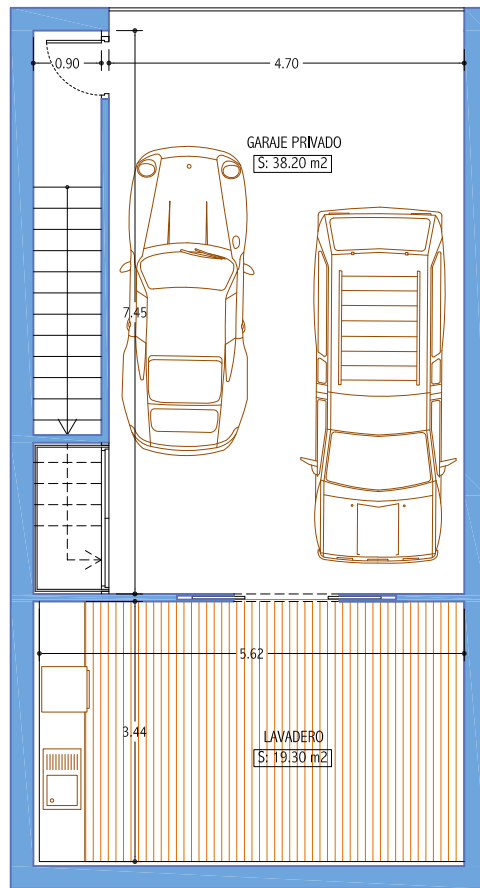 0.90
4.70
GARAJE PRIVADO
S: 38.20 m2
7.45
5.62
3.44
LAVADERO
S: 19.30 m2